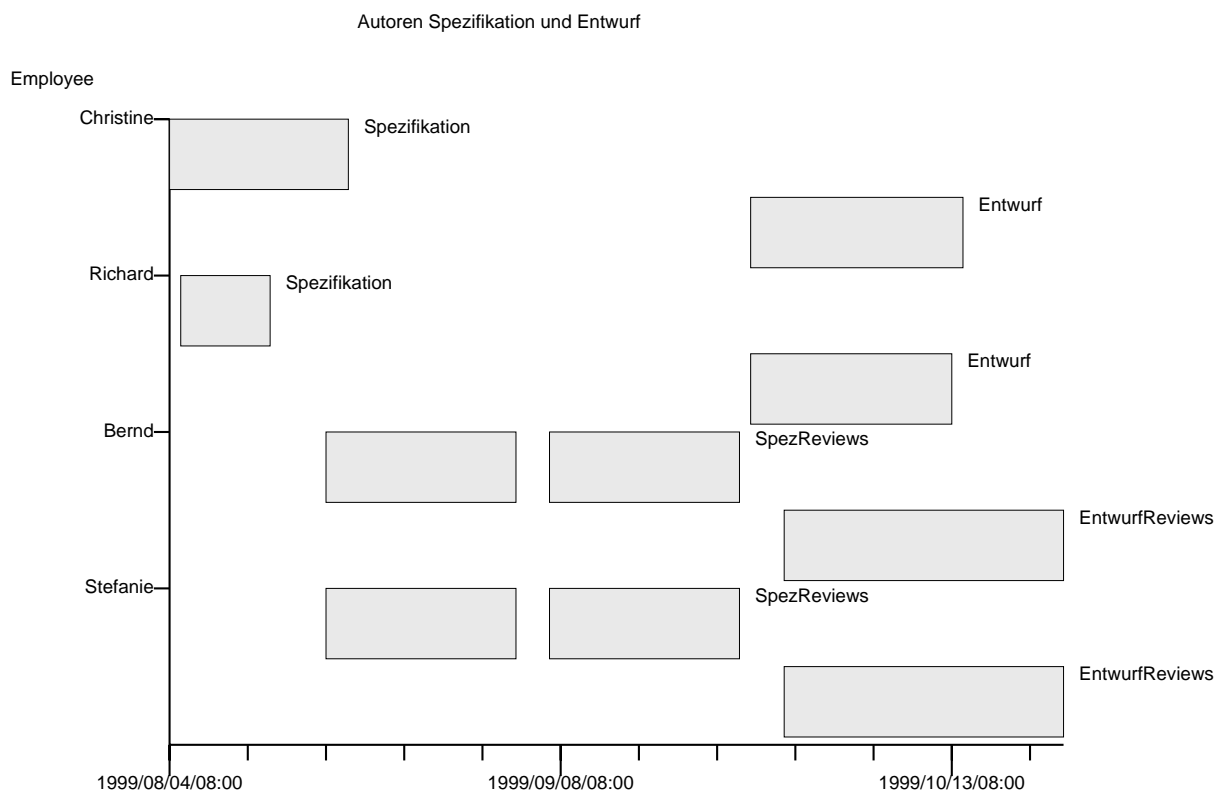 Autoren Spezifikation und Entwurf
Employee
Christine
Spezifikation
Entwurf
Richard
Spezifikation
Entwurf
Bernd
SpezReviews
EntwurfReviews
Stefanie
SpezReviews
EntwurfReviews
1999/08/04/08:00 1999/09/08/08:00 1999/10/13/08:00